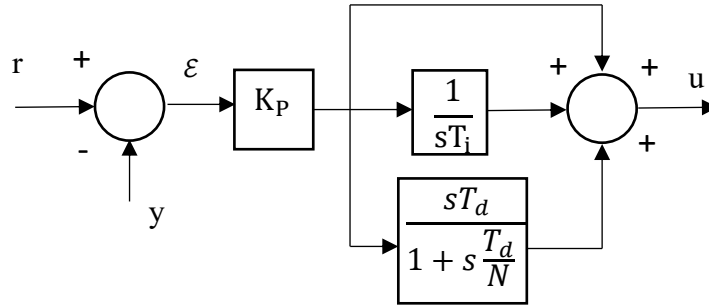 r
+
-
y
ε
K_P
1/(sT_i)
sT_d/(1 + s T_d/N)
+
+
+
u